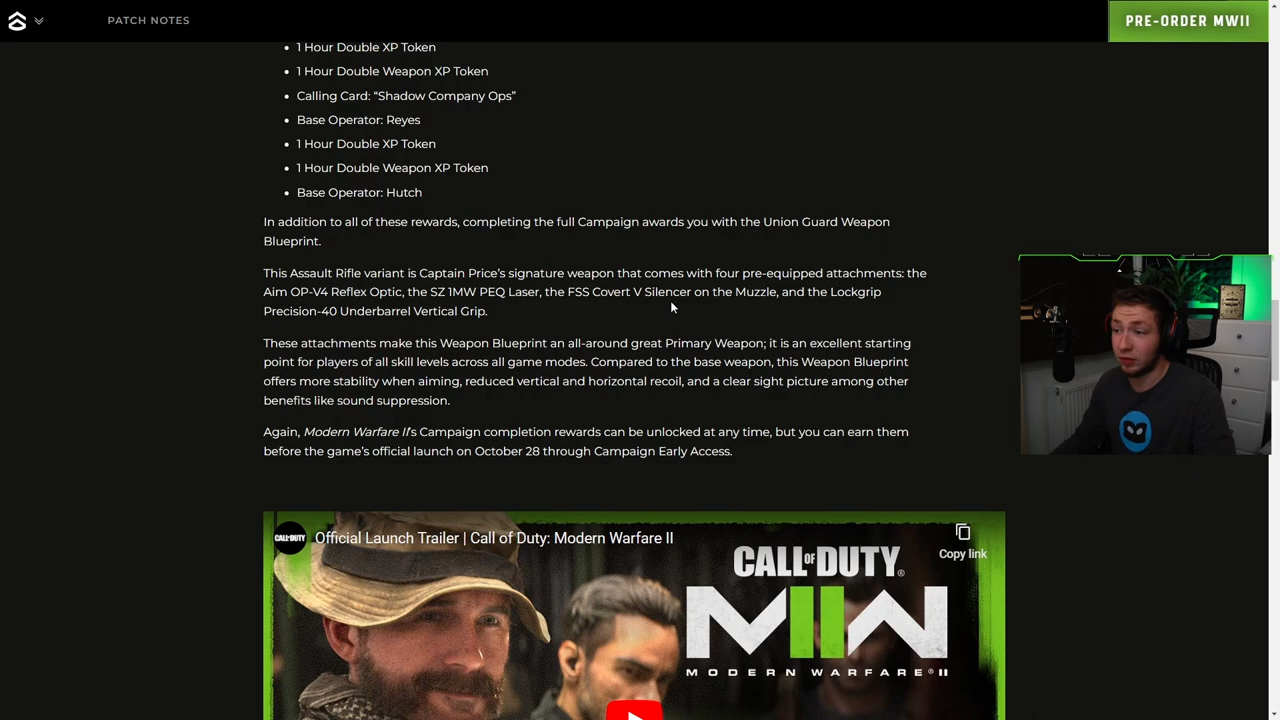 PATCH NOTES
PRE-ORDER MWII
1 Hour Double XP Token
1 Hour Double Weapon XP Token
Calling Card: “Shadow Company Ops”
Base Operator: Reyes
1 Hour Double XP Token
1 Hour Double Weapon XP Token
Base Operator: Hutch
In addition to all of these rewards, completing the full Campaign awards you with the Union Guard Weapon
Blueprint.
This Assault Rifle variant is Captain Price’s signature weapon that comes with four pre-equipped attachments: the
Aim OP-V4 Reflex Optic, the SZ 1MW PEQ Laser, the FSS Covert V Silencer on the Muzzle, and the Lockgrip
Precision-40 Underbarrel Vertical Grip.
These attachments make this Weapon Blueprint an all-around great Primary Weapon; it is an excellent starting
point for players of all skill levels across all game modes. Compared to the base weapon, this Weapon Blueprint
offers more stability when aiming, reduced vertical and horizontal recoil, and a clear sight picture among other
benefits like sound suppression.
Again, Modern Warfare II’s Campaign completion rewards can be unlocked at any time, but you can earn them
before the game’s official launch on October 28 through Campaign Early Access.
CALL OF DUTY
Official Launch Trailer | Call of Duty: Modern Warfare II
Copy link
CALL OF DUTY®
MWII
MODERN WARFARE® II